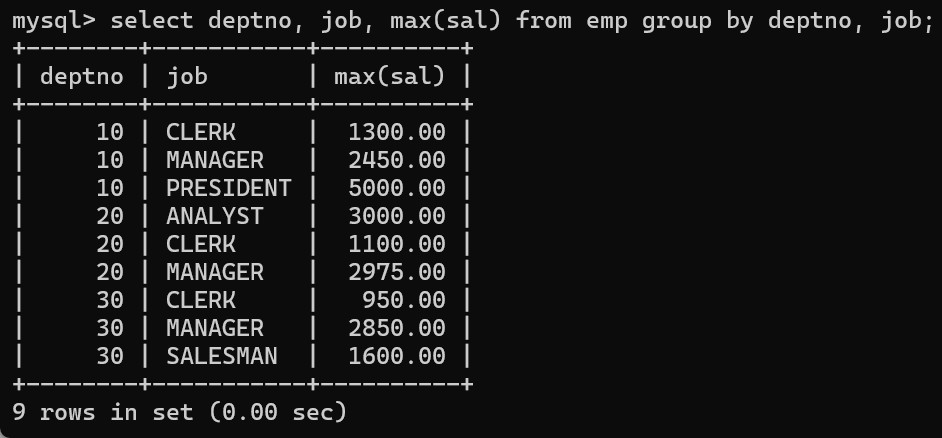 mysql> select deptno, job, max(sal) from emp group by deptno, job;
+--------+-----------+----------+
| deptno | job       | max(sal) |
+--------+-----------+----------+
|     10 | CLERK     |  1300.00 |
|     10 | MANAGER   |  2450.00 |
|     10 | PRESIDENT |  5000.00 |
|     20 | ANALYST   |  3000.00 |
|     20 | CLERK     |  1100.00 |
|     20 | MANAGER   |  2975.00 |
|     30 | CLERK     |   950.00 |
|     30 | MANAGER   |  2850.00 |
|     30 | SALESMAN  |  1600.00 |
+--------+-----------+----------+
9 rows in set (0.00 sec)